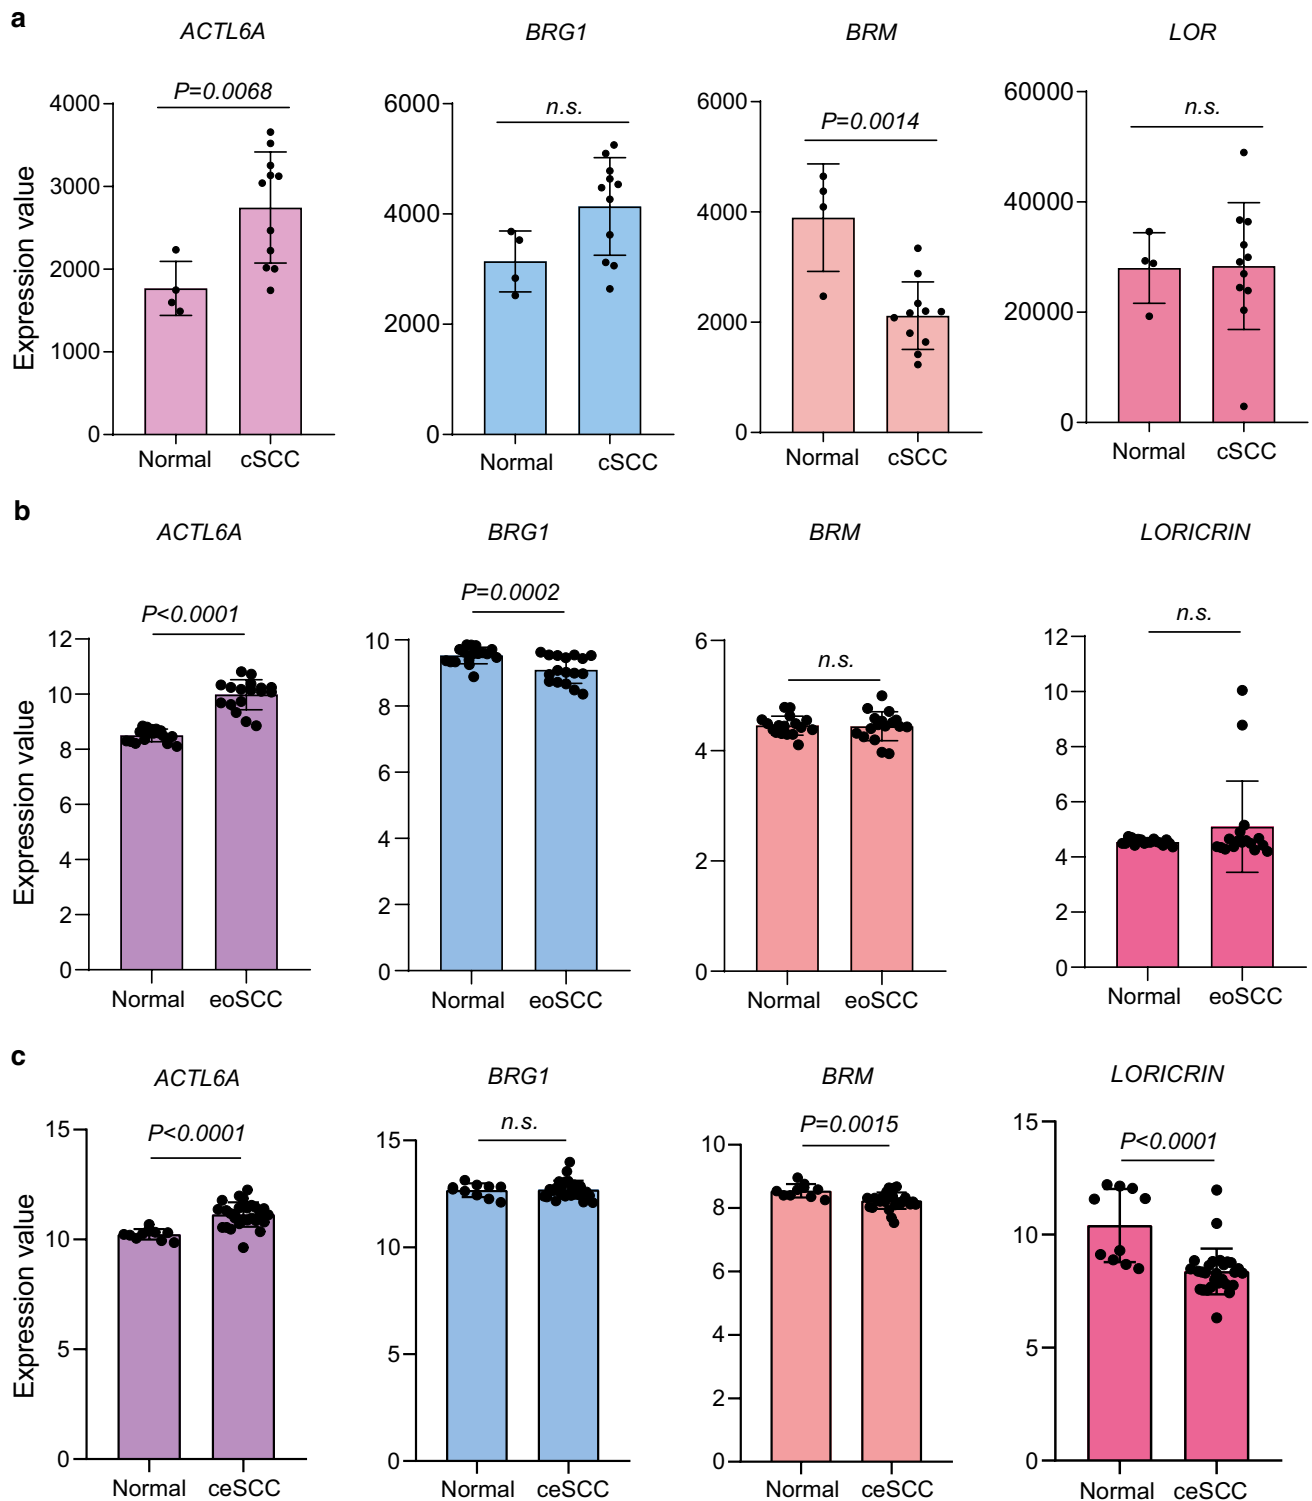 a
ACTL6A BRG1 BRM LOR
P=0.0068 n.s. P=0.0014 n.s.
Expression value
4000 6000 6000 60000
3000
4000 4000 40000
2000
2000 2000 20000
1000
0 0 0 0
Normal cSCC Normal cSCC Normal cSCC Normal cSCC
b
ACTL6A BRG1 BRM LORICRIN
P<0.0001 P=0.0002 n.s. n.s.
Expression value
12 10 6 12
10 8 10
8 6 4 8
6 6
4 4 2 4
2 2 2
0 0 0 0
Normal eoSCC Normal eoSCC Normal eoSCC Normal eoSCC
c
ACTL6A BRG1 BRM LORICRIN
P<0.0001 n.s. P=0.0015 P<0.0001
Expression value
15 15 10 15
8
10 10 6 10
4
5 5 2 5
0 0 0 0
Normal ceSCC Normal ceSCC Normal ceSCC Normal ceSCC